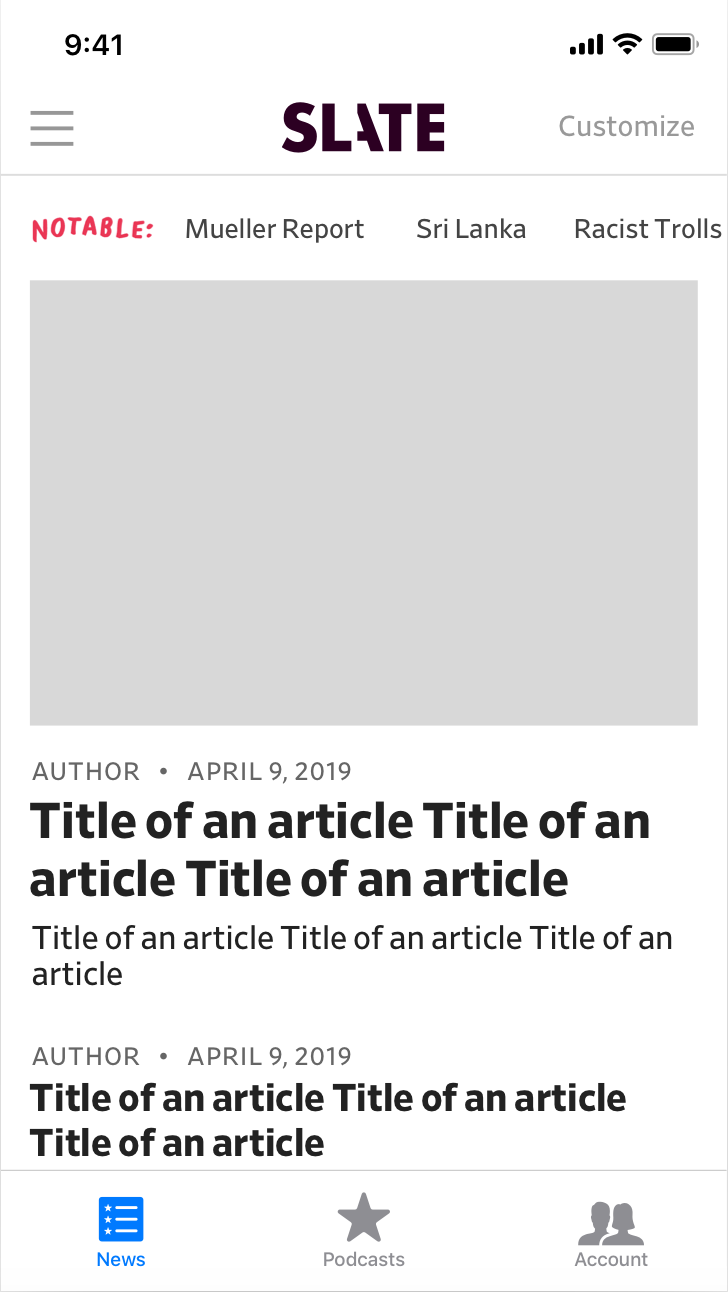 9:41
SLATE
Customize
NOTABLE: Mueller Report Sri Lanka Racist Trolls
AUTHOR • APRIL 9, 2019
Title of an article Title of an
article Title of an article
Title of an article Title of an article Title of an
article
AUTHOR • APRIL 9, 2019
Title of an article Title of an article
Title of an article
News Podcasts Account